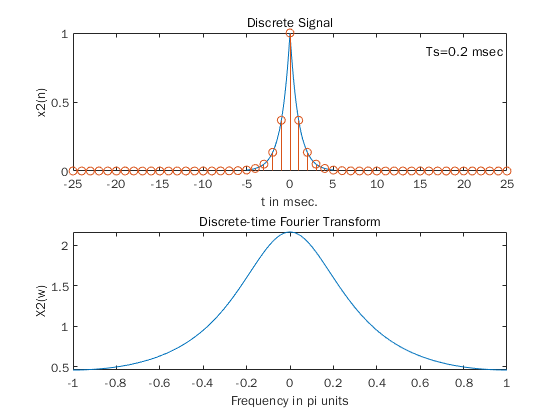 Discrete Signal
Ts=0.2 msec
x2(n)
1
0.5
0
-25 -20 -15 -10 -5 0 5 10 15 20 25
t in msec.
Discrete-time Fourier Transform
X2(w)
2
1.5
1
0.5
-1 -0.8 -0.6 -0.4 -0.2 0 0.2 0.4 0.6 0.8 1
Frequency in pi units